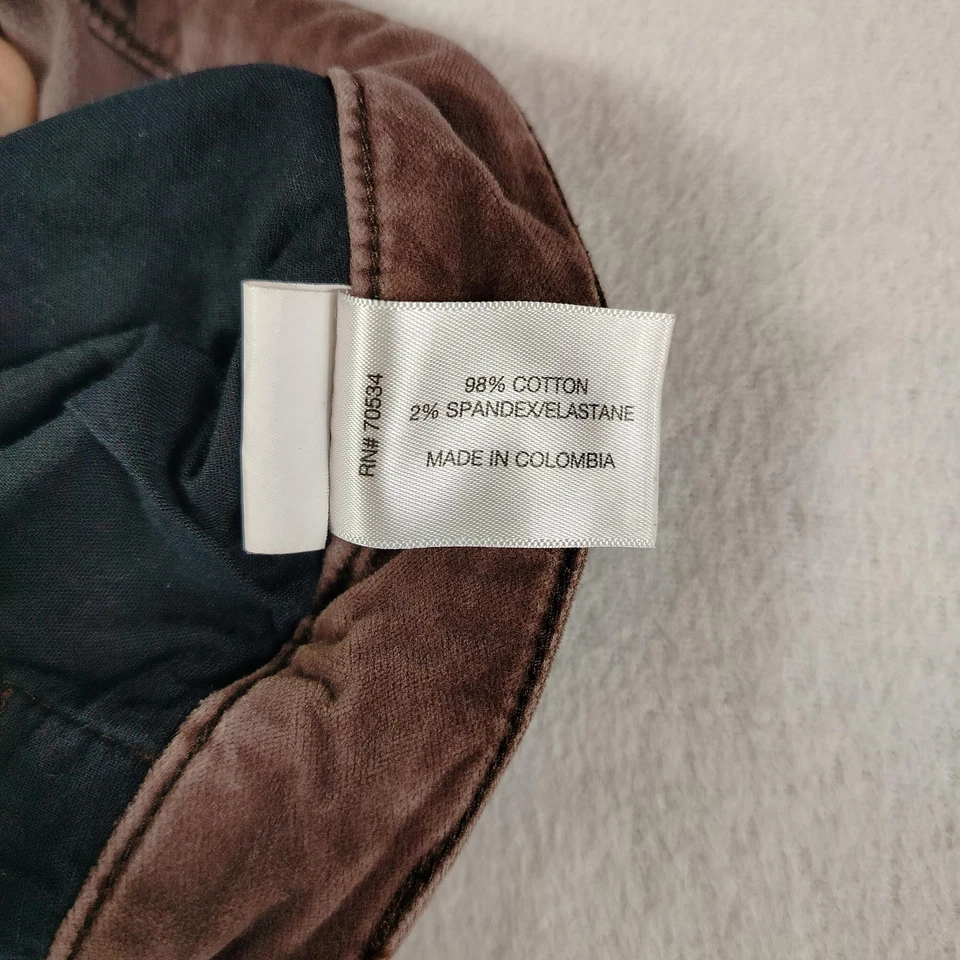 RN# 70534
98% COTTON
2% SPANDEX/ELASTANE
MADE IN COLOMBIA